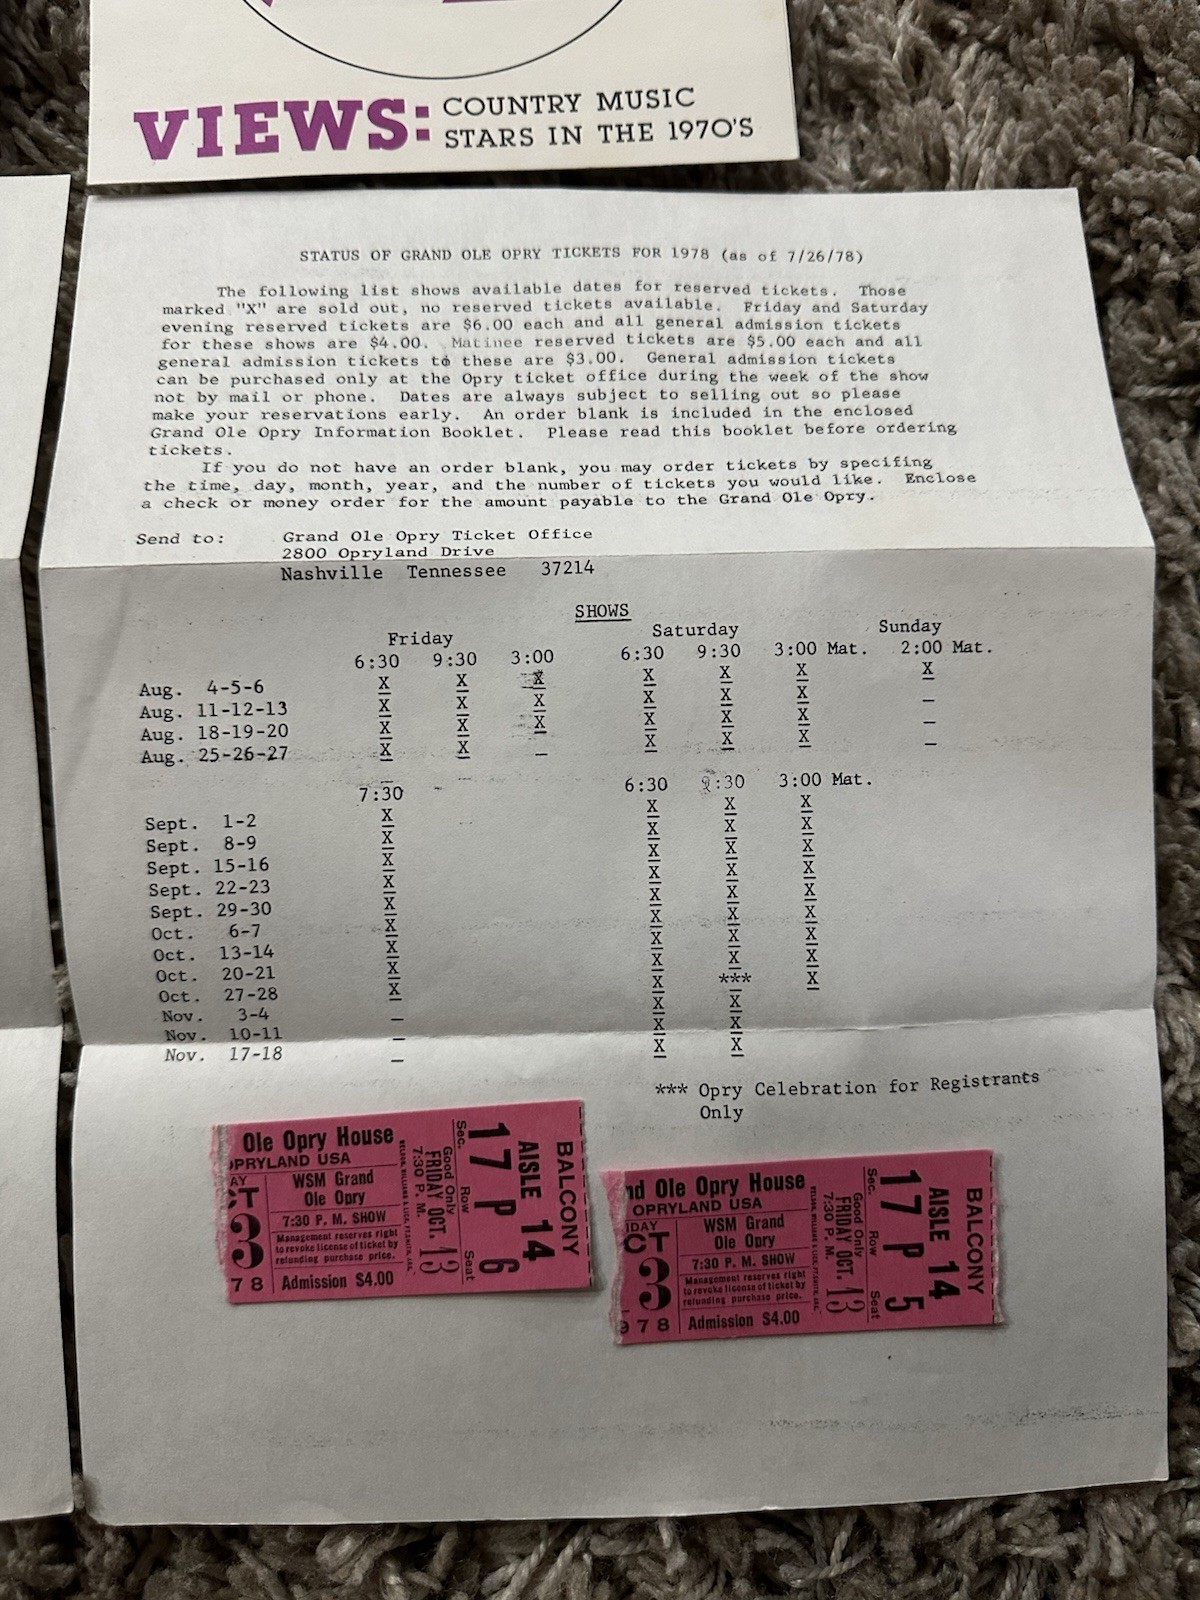 VIEWS: COUNTRY MUSIC
STARS IN THE 1970'S
STATUS OF GRAND OLE OPRY TICKETS FOR 1978 (as of 7/26/78)
The following list shows available dates for reserved tickets. Those
marked "X" are sold out, no reserved tickets available. Friday and Saturday
evening reserved tickets are $6.00 each and all general admission tickets
for these shows are $4.00. Matinee reserved tickets are $5.00 each and all
general admission tickets to these are $3.00. General admission tickets
can be purchased only at the Opry ticket office during the week of the show
not by mail or phone. Dates are always subject to selling out so please
make your reservations early. An order blank is included in the enclosed
Grand Ole Opry Information Booklet. Please read this booklet before ordering
tickets.
If you do not have an order blank, you may order tickets by specifing
the time, day, month, year, and the number of tickets you would like. Enclose
a check or money order for the amount payable to the Grand Ole Opry.
Send to: Grand Ole Opry Ticket Office
2800 Opryland Drive
Nashville Tennessee 37214
SHOWS
Friday Saturday Sunday
6:30 9:30 3:00 6:30 9:30 3:00 Mat. 2:00 Mat.
Aug. 4-5-6 X X X X X X X
Aug. 11-12-13 X X X X X X _
Aug. 18-19-20 X X X X X X _
Aug. 25-26-27 X X _ X X X _
7:30 6:30 9:30 3:00 Mat.
Sept. 1-2 X X X X
Sept. 8-9 X X X X
Sept. 15-16 X X X X
Sept. 22-23 X X X X
Sept. 29-30 X X X X
Oct. 6-7 X X X X
Oct. 13-14 X X X X
Oct. 20-21 X X X X
Oct. 27-28 X X *** X
Nov. 3-4 _ X X
Nov. 10-11 _ X X
Nov. 17-18 _ X X
*** Opry Celebration for Registrants
Only
Ole Opry House
OPRYLAND USA
AY
CT
3
78
WSM Grand
Ole Opry
7:30 P. M. SHOW
Management reserves right
to revoke license of ticket by
refunding purchase price.
Admission $4.00
Good Only
FRIDAY OCT. 13
7:30 P. M.
Sec. Row Seat
17 P 6
AISLE 14
BALCONY
nd Ole Opry House
OPRYLAND USA
IDAY
CT
3
978
WSM Grand
Ole Opry
7:30 P. M. SHOW
Management reserves right
to revoke license of ticket by
refunding purchase price.
Admission $4.00
Good Only
FRIDAY OCT. 13
7:30 P. M.
Sec. Row Seat
17 P 5
AISLE 14
BALCONY